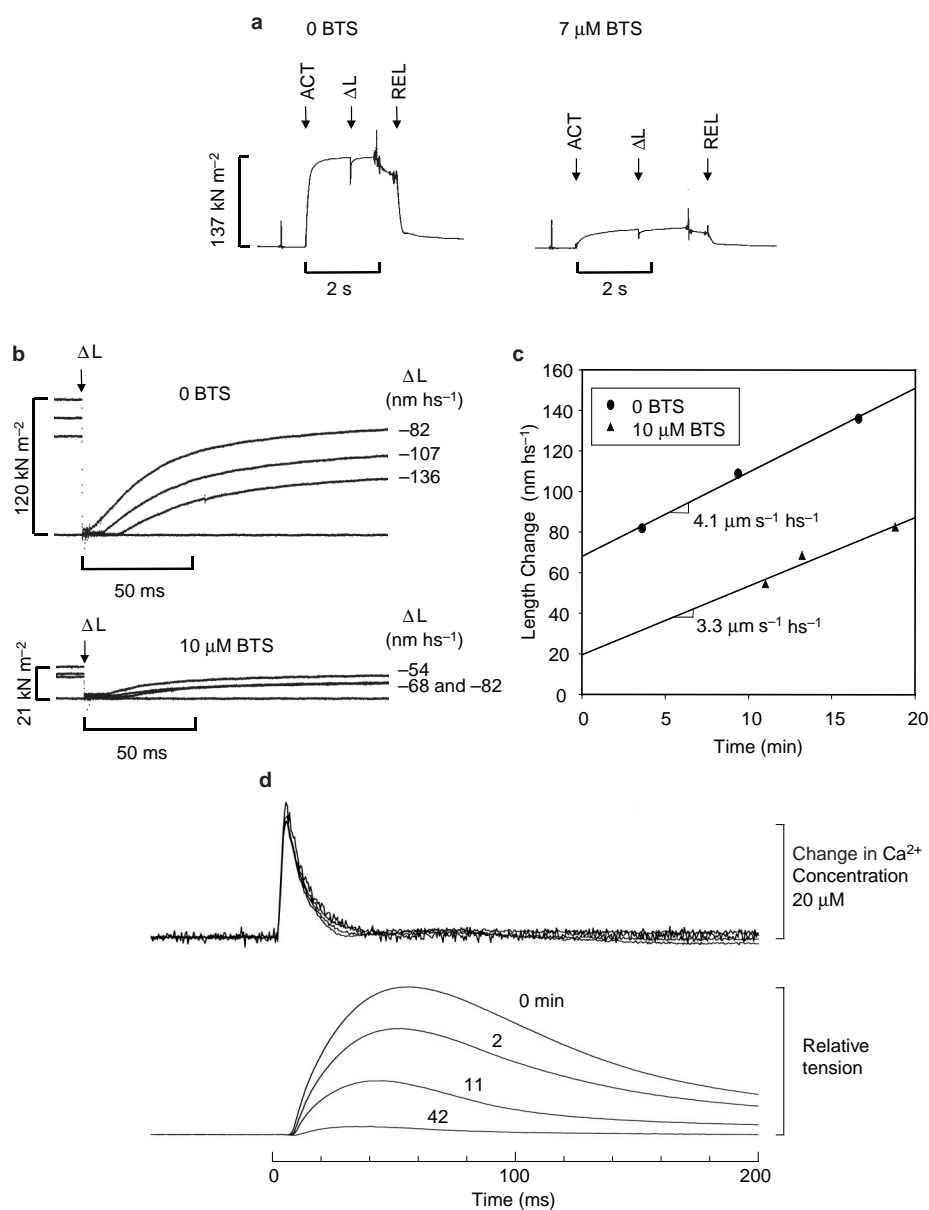 a
0 BTS
7 μM BTS
ACT
ΔL
REL
ACT
ΔL
REL
137 kN m⁻²
2 s
2 s
b
ΔL
0 BTS
ΔL
(nm hs⁻¹)
–82
–107
–136
120 kN m⁻²
50 ms
ΔL
10 μM BTS
ΔL
(nm hs⁻¹)
–54
–68 and –82
21 kN m⁻²
50 ms
c
160
140
120
100
80
60
40
20
0
Length Change (nm hs⁻¹)
0 BTS
10 μM BTS
4.1 μm s⁻¹ hs⁻¹
3.3 μm s⁻¹ hs⁻¹
0
5
10
15
20
Time (min)
d
Change in Ca²⁺
Concentration
20 μM
0 min
2
11
42
Relative
tension
0
100
200
Time (ms)